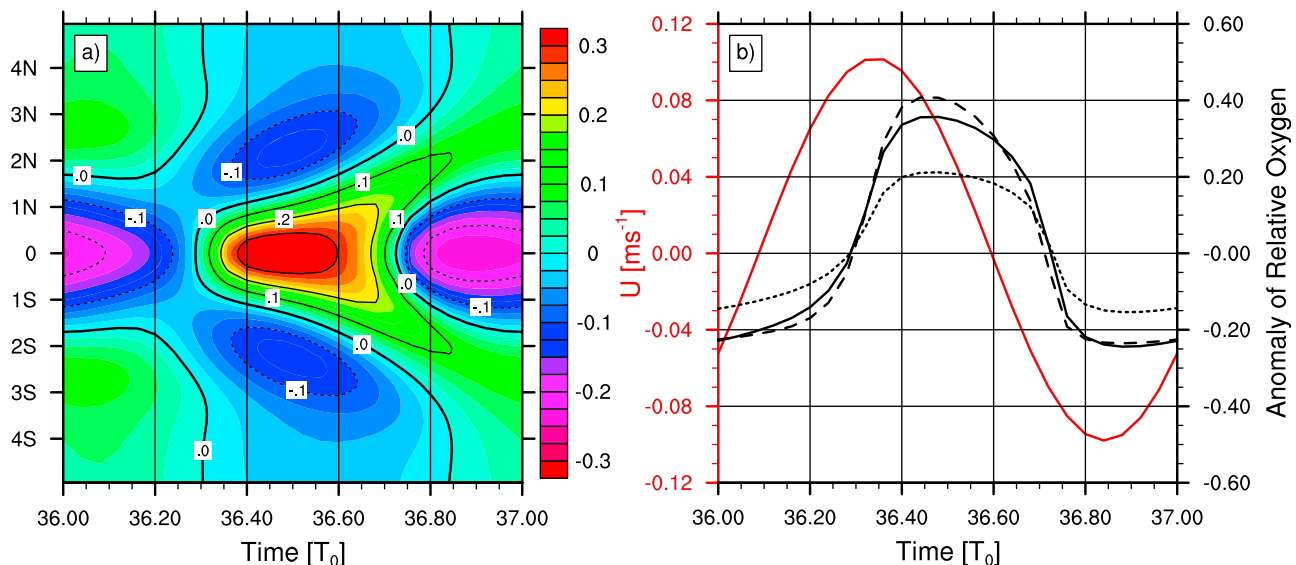 a)
4N
3N
2N
1N
0
1S
2S
3S
4S
.0
-.1
.0
.1
-.1
.0
.2
.1
.0
.1
.0
-.1
-.1
.0
.0
36.00 36.20 36.40 36.60 36.80 37.00
Time [T0]
0.3
0.2
0.1
0
-0.1
-0.2
-0.3
b)
0.12
0.08
0.04
0.00
-0.04
-0.08
-0.12
U [ms-1]
0.60
0.40
0.20
-0.00
-0.20
-0.40
-0.60
Anomaly of Relative Oxygen
36.00 36.20 36.40 36.60 36.80 37.00
Time [T0]